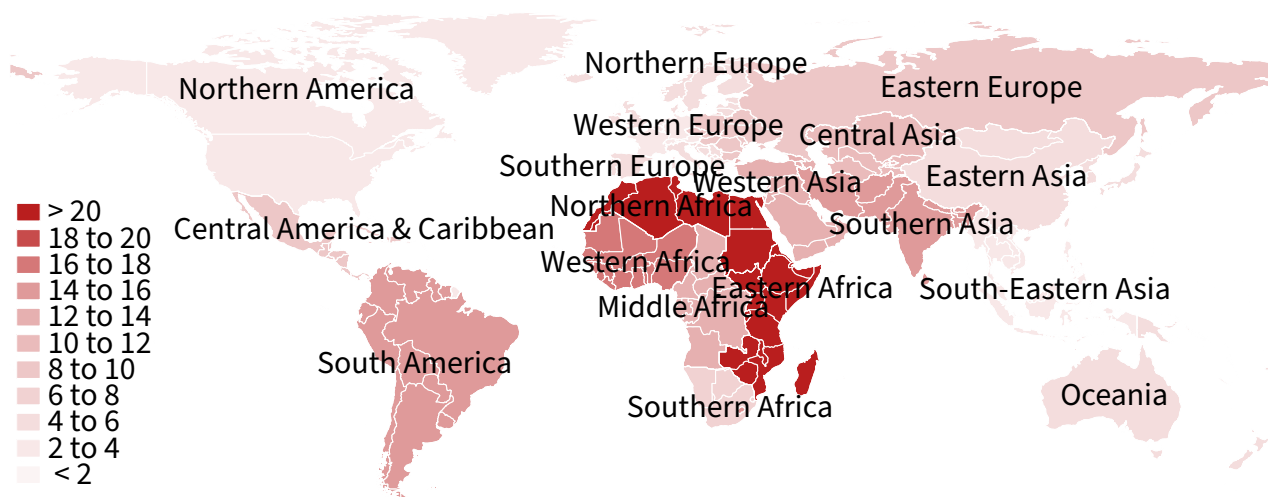 Northern Europe
Northern America
Eastern Europe
Western Europe
Central Asia
Southern Europe
Western Asia
Eastern Asia
Northern Africa
Central America & Caribbean
Southern Asia
Western Africa
Eastern Africa
South-Eastern Asia
Middle Africa
South America
Southern Africa
Oceania
> 20
18 to 20
16 to 18
14 to 16
12 to 14
10 to 12
8 to 10
6 to 8
4 to 6
2 to 4
< 2